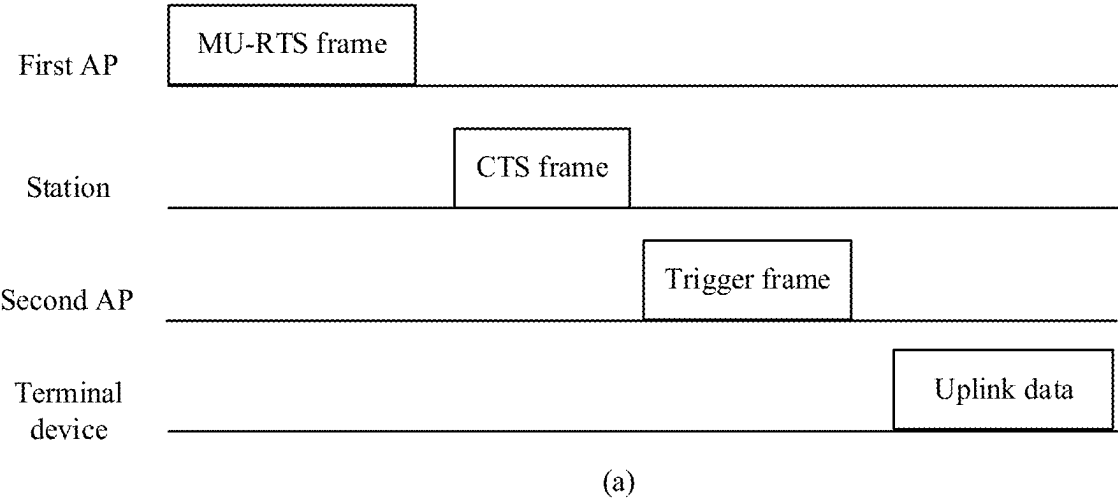 First AP
MU-RTS frame
Station
CTS frame
Second AP
Trigger frame
Terminal
device
Uplink data
(a)